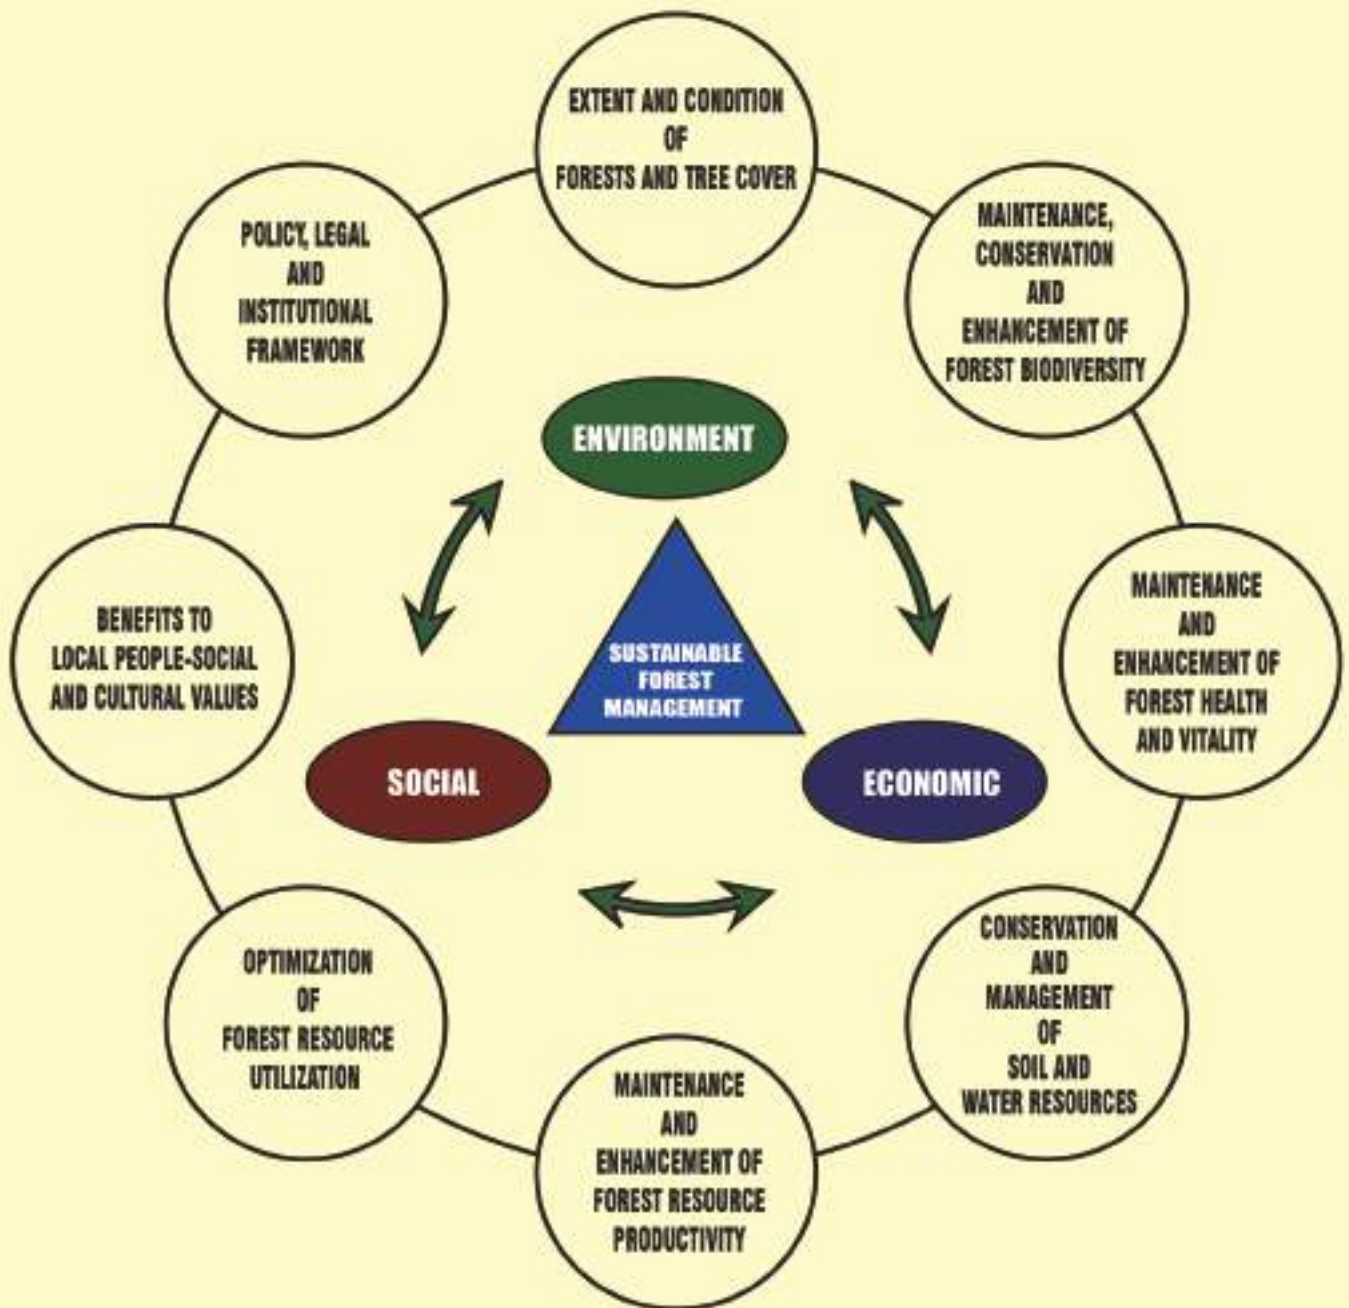 EXTENT AND CONDITION
OF
FORESTS AND TREE COVER
MAINTENANCE,
CONSERVATION
AND
ENHANCEMENT OF
FOREST BIODIVERSITY
MAINTENANCE
AND
ENHANCEMENT OF
FOREST HEALTH
AND VITALITY
CONSERVATION
AND
MANAGEMENT
OF
SOIL AND
WATER RESOURCES
MAINTENANCE
AND
ENHANCEMENT OF
FOREST RESOURCE
PRODUCTIVITY
OPTIMIZATION
OF
FOREST RESOURCE
UTILIZATION
BENEFITS TO
LOCAL PEOPLE-SOCIAL
AND CULTURAL VALUES
POLICY, LEGAL
AND
INSTITUTIONAL
FRAMEWORK
ENVIRONMENT
SUSTAINABLE
FOREST
MANAGEMENT
SOCIAL
ECONOMIC